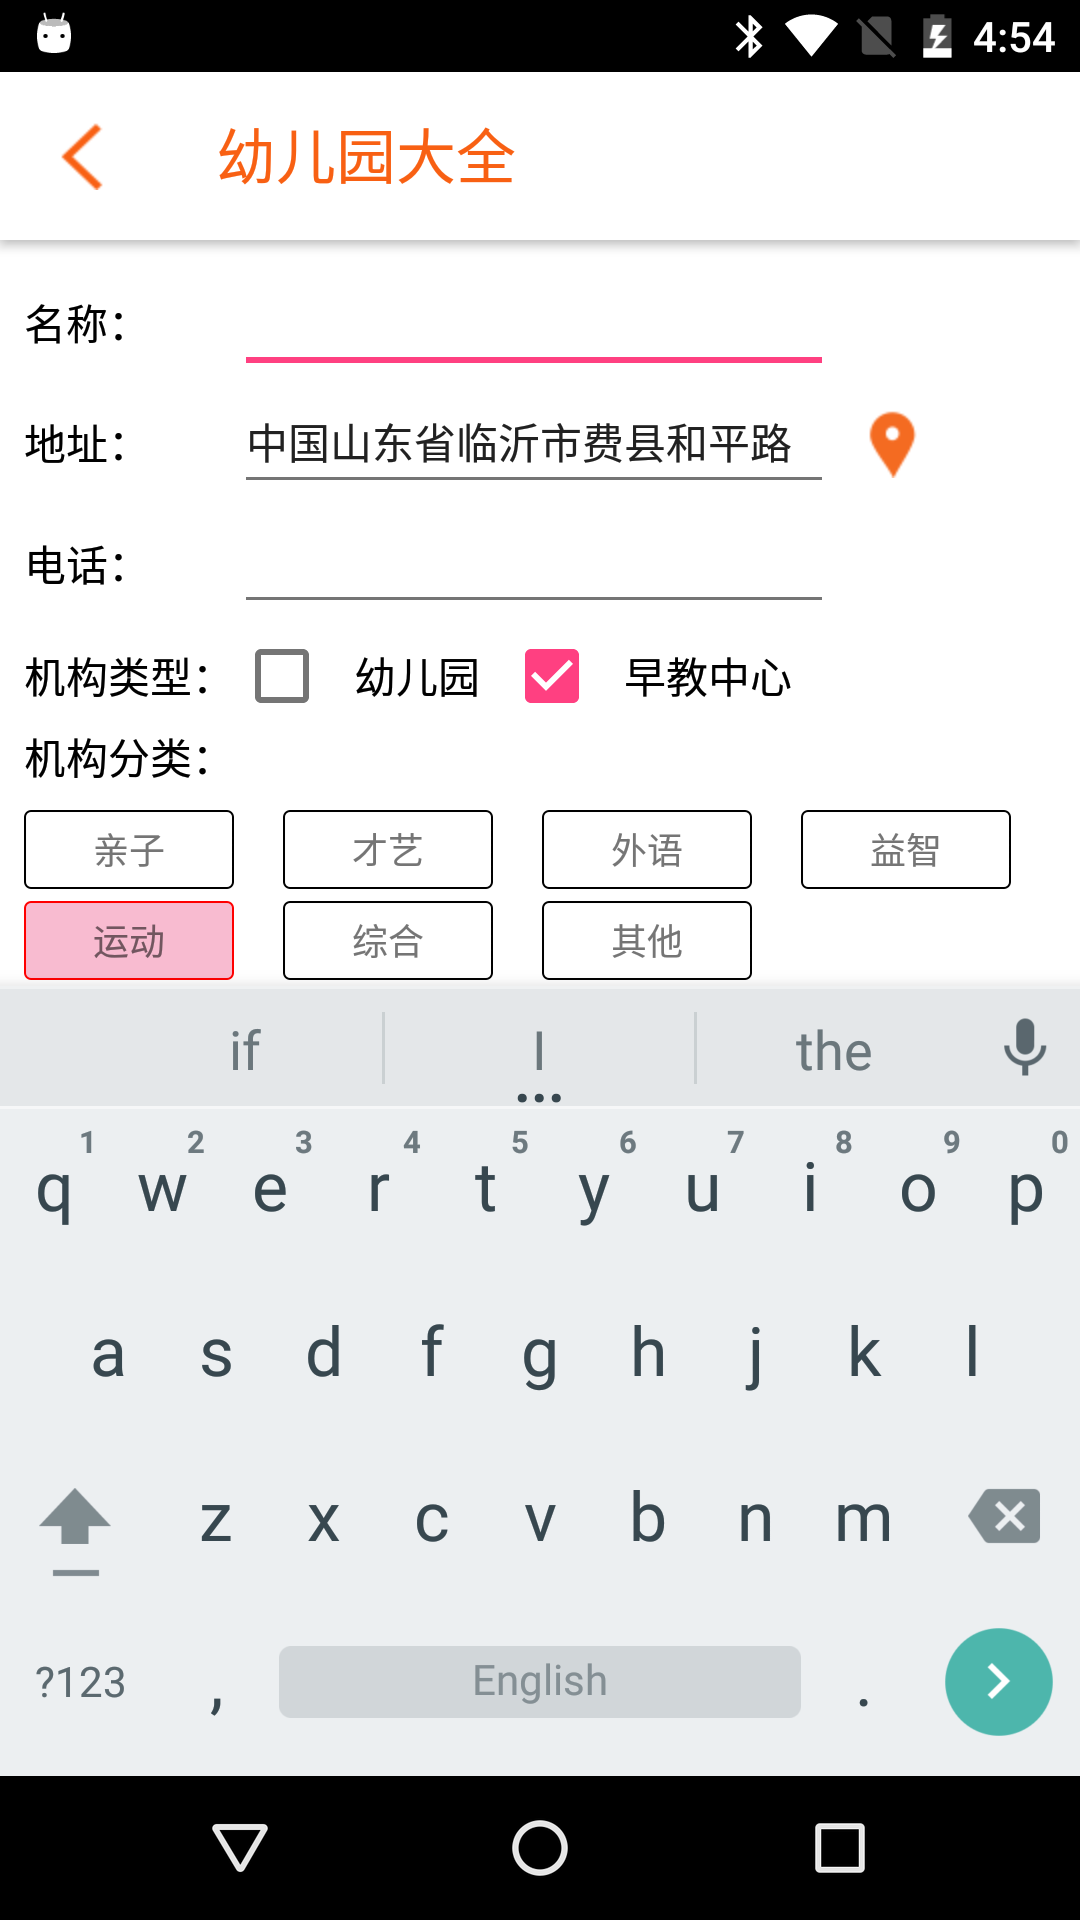 4:54
幼儿园大全
名称：
地址： 中国山东省临沂市费县和平路
电话：
机构类型： 幼儿园 早教中心
机构分类：
亲子 才艺 外语 益智
运动 综合 其他
if I the
1 2 3 4 5 6 7 8 9 0
q w e r t y u i o p
a s d f g h j k l
z x c v b n m
?123 , English .